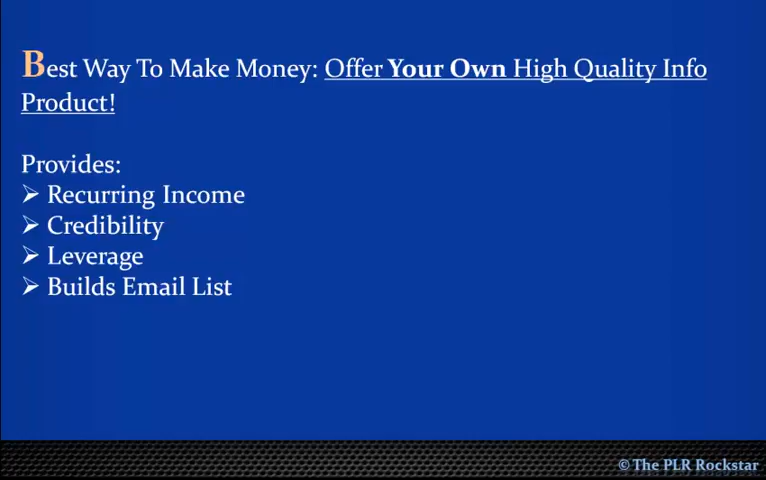 Best Way To Make Money: Offer Your Own High Quality Info
Product!
Provides:
➢ Recurring Income
➢ Credibility
➢ Leverage
➢ Builds Email List
© The PLR Rockstar